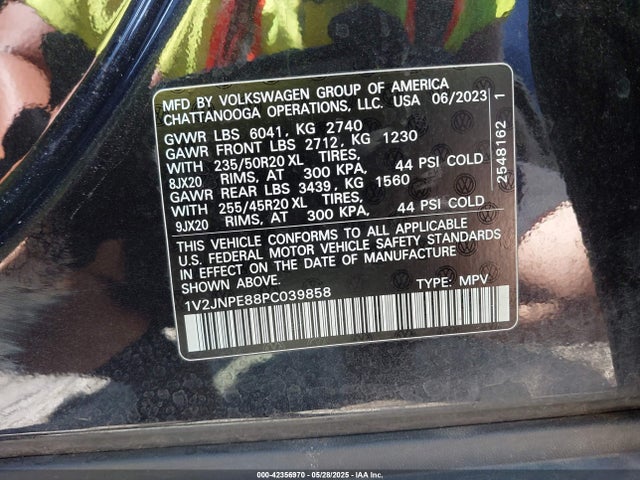 MFD BY VOLKSWAGEN GROUP OF AMERICA
CHATTANOOGA OPERATIONS, LLC. USA 06/2023
GVWR LBS 6041, KG 2740
GAWR FRONT LBS 2712, KG 1230
WITH 235/50R20 XL TIRES,
8JX20 RIMS, AT 300 KPA, 44 PSI COLD
GAWR REAR LBS 3439, KG 1560
WITH 255/45R20 XL TIRES,
9JX20 RIMS, AT 300 KPA, 44 PSI COLD
THIS VEHICLE CONFORMS TO ALL APPLICABLE
U.S. FEDERAL MOTOR VEHICLE SAFETY STANDARDS
IN EFFECT ON THE DATE OF MANUFACTURE
SHOWN ABOVE.
1V2JNPE88PC039858 TYPE: MPV
2548162 1
000-42356970 05/28/2025 IAA Inc.